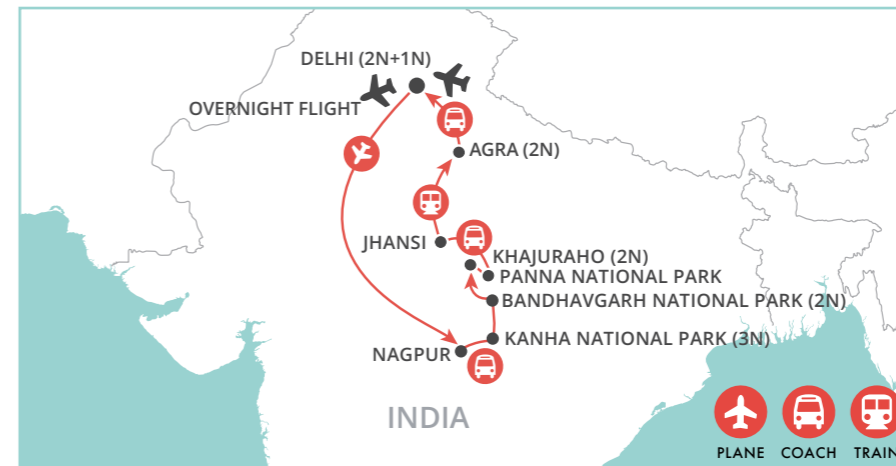 DELHI (2N+1N)
OVERNIGHT FLIGHT
AGRA (2N)
JHANSI
KHAJURAHO (2N)
PANNA NATIONAL PARK
BANDHAVGARH NATIONAL PARK (2N)
KANHA NATIONAL PARK (3N)
NAGPUR
INDIA
PLANE COACH TRAIN